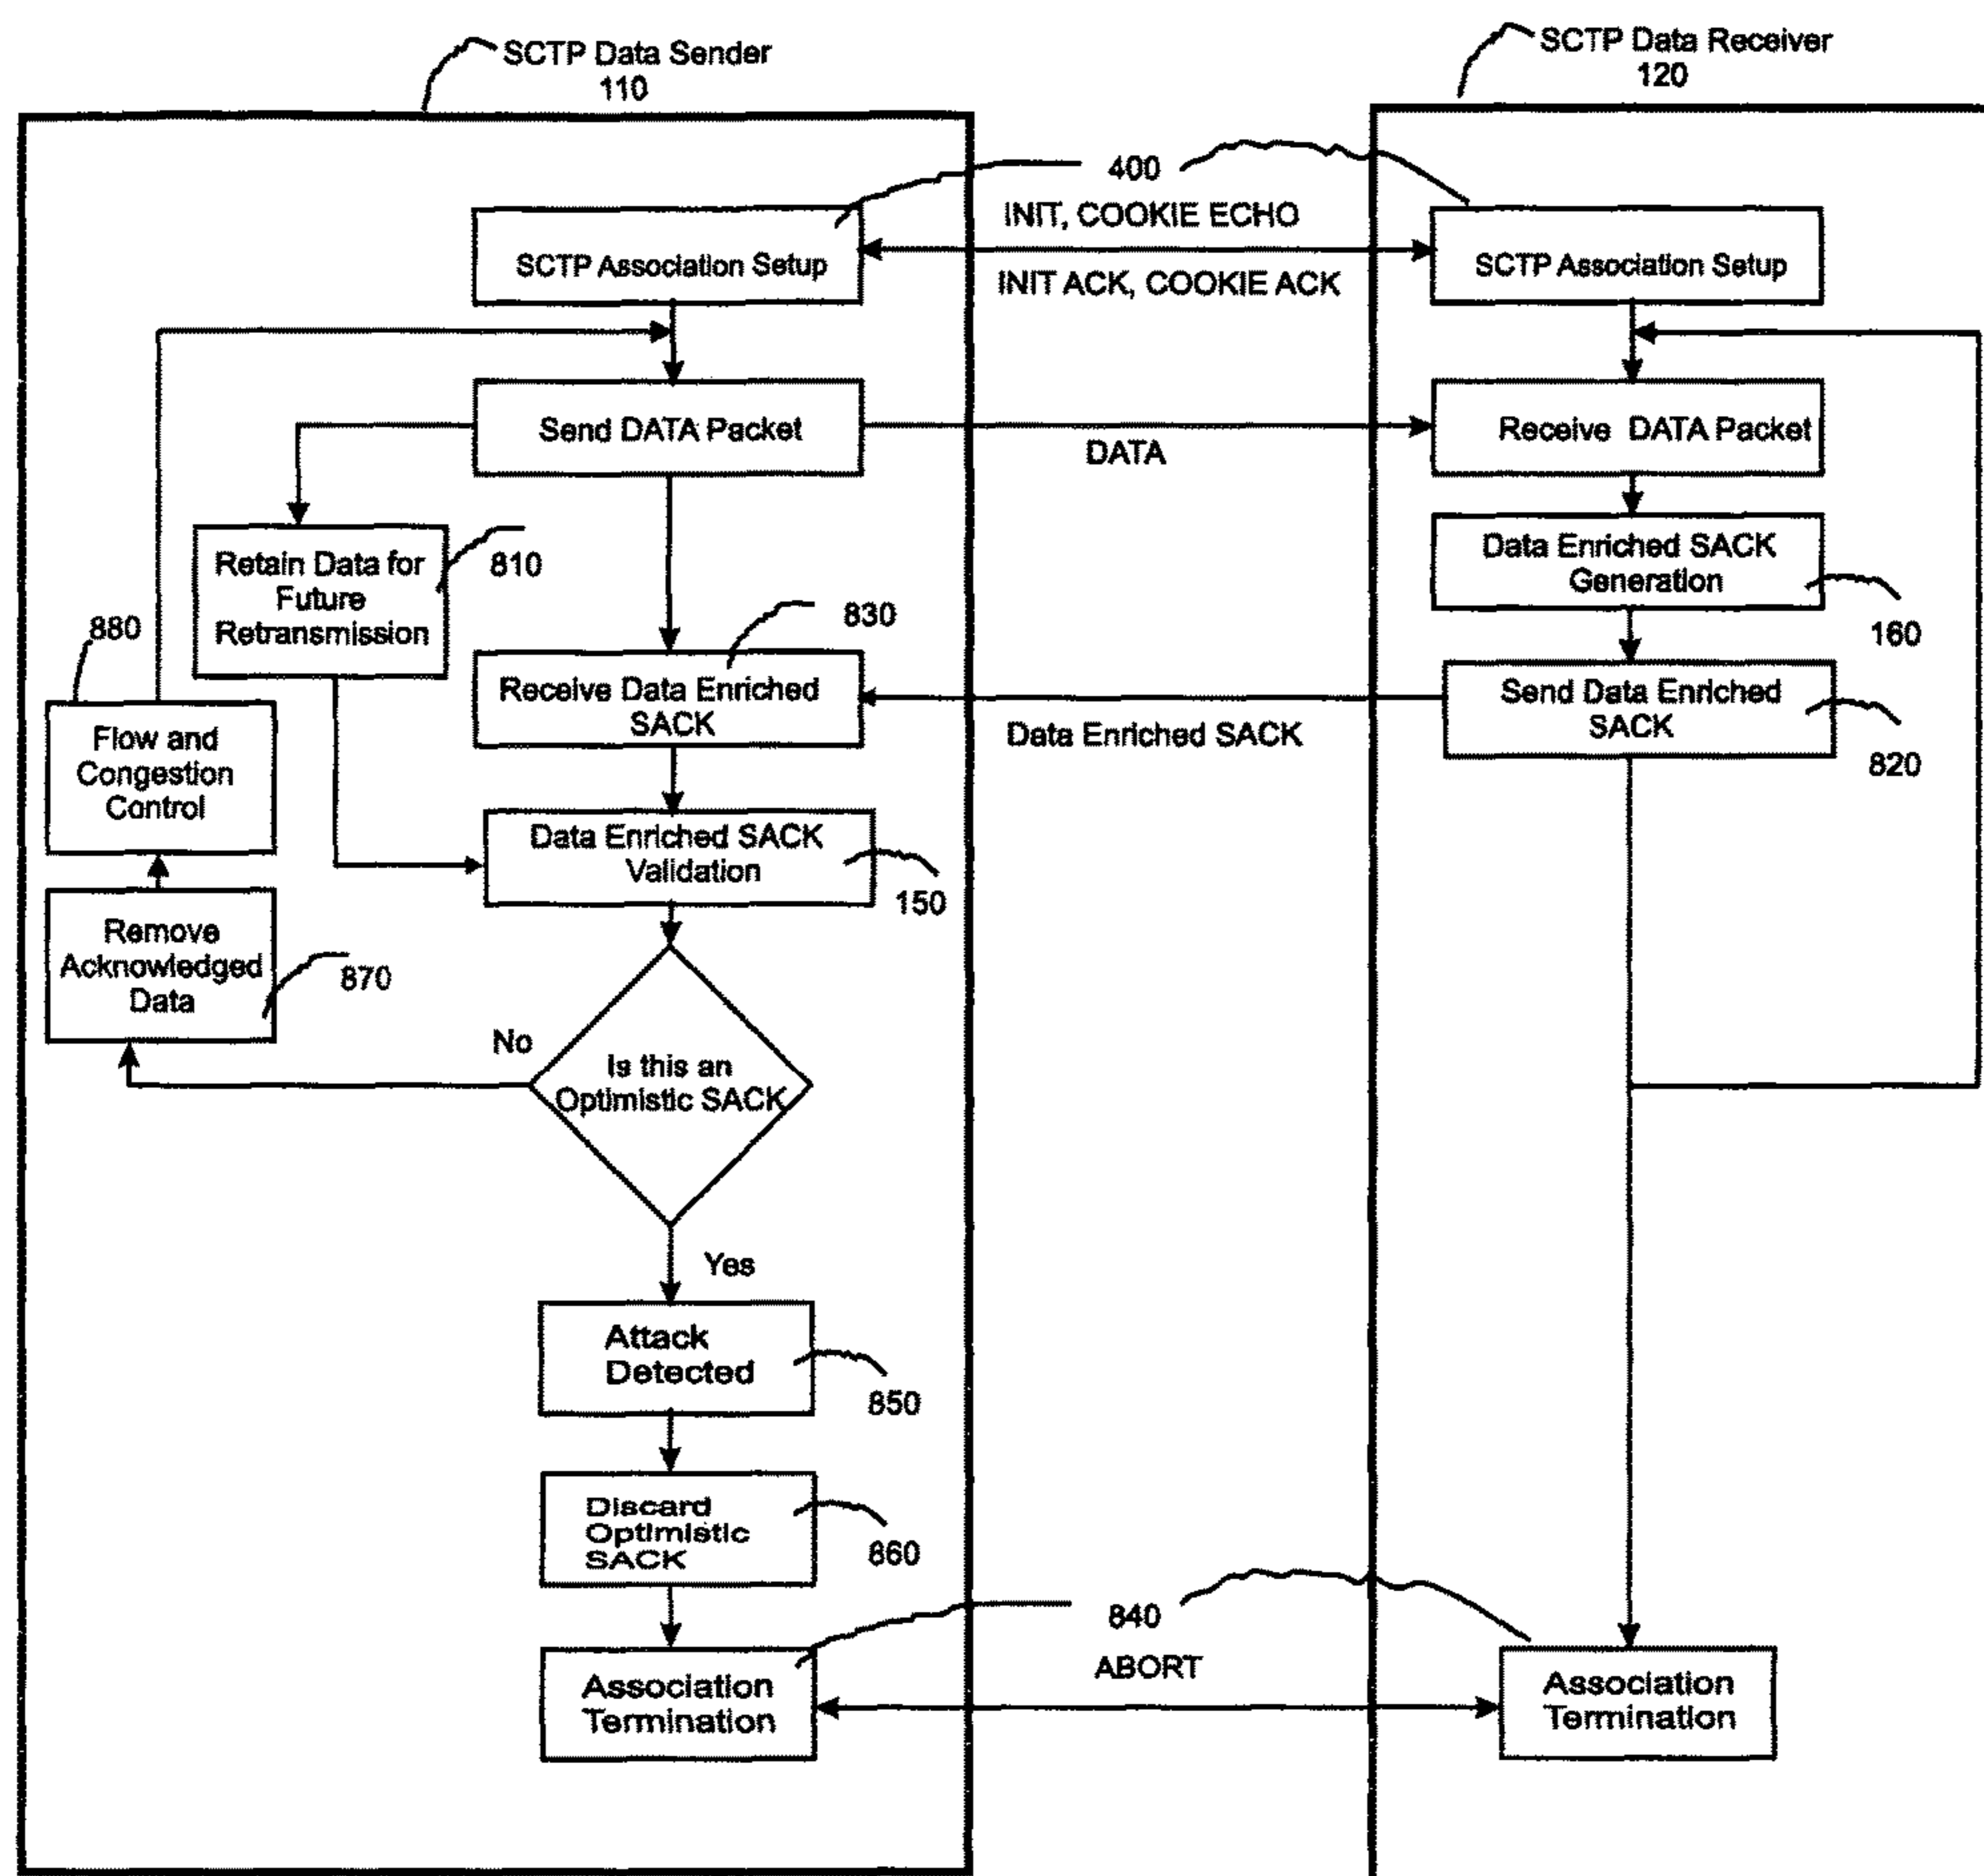 SCTP Data Sender
110
SCTP Data Receiver
120
400
INIT, COOKIE ECHO
SCTP Association Setup
INIT ACK, COOKIE ACK
SCTP Association Setup
Send DATA Packet
DATA
Receive DATA Packet
Retain Data for
Future
Retransmission
810
Data Enriched SACK
Generation
160
880
830
Receive Data Enriched
SACK
Data Enriched SACK
Send Data Enriched
SACK
820
Flow and
Congestion
Control
Data Enriched SACK
Validation
150
Remove
Acknowledged
Data
870
No
Is this an
Optimistic SACK
Yes
Attack
Detected
850
Discard
Optimistic
SACK
860
840
ABORT
Association
Termination
Association
Termination